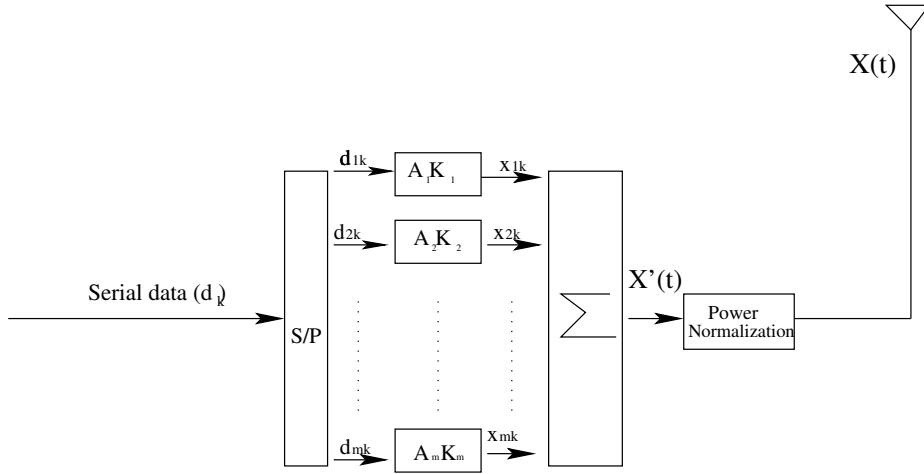 X(t)
d1k
A1K1
x1k
d2k
A2K2
x2k
Serial data (dk)
S/P
X'(t)
Power
Normalization
dmk
AmKm
xmk